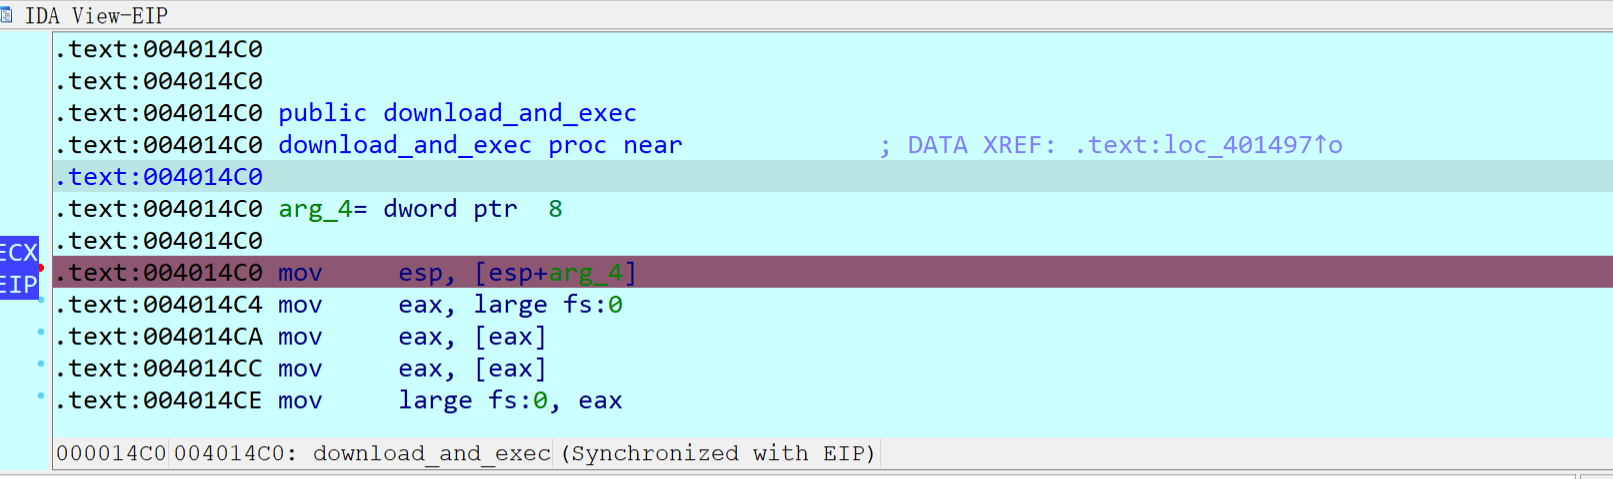 IDA View-EIP
.text:004014C0
.text:004014C0
.text:004014C0 public download_and_exec
.text:004014C0 download_and_exec proc near ; DATA XREF: .text:loc_401497↑o
.text:004014C0
.text:004014C0 arg_4= dword ptr 8
.text:004014C0
ECX
.text:004014C0 mov esp, [esp+arg_4]
EIP
.text:004014C4 mov eax, large fs:0
.text:004014CA mov eax, [eax]
.text:004014CC mov eax, [eax]
.text:004014CE mov large fs:0, eax
000014C0 004014C0: download_and_exec (Synchronized with EIP)